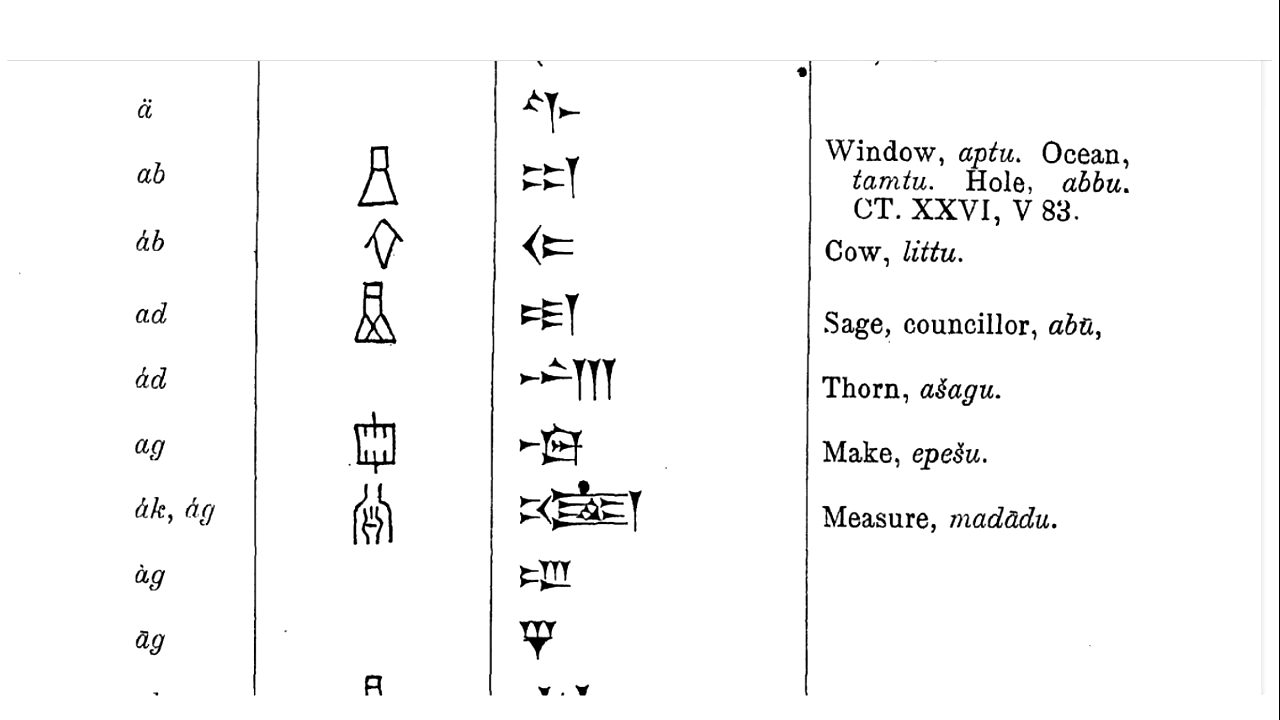 ä
ab 𒀊 Window, aptu. Ocean,
tamtu. Hole, abbu.
CT. XXVI, V 83.
áb 𒀖 Cow, littu.
ad 𒀜 Sage, councillor, abū,
ád Thorn, ašagu.
ag 𒀝 Make, epešu.
ák, ág 𒉘 Measure, madādu.
àg
āg